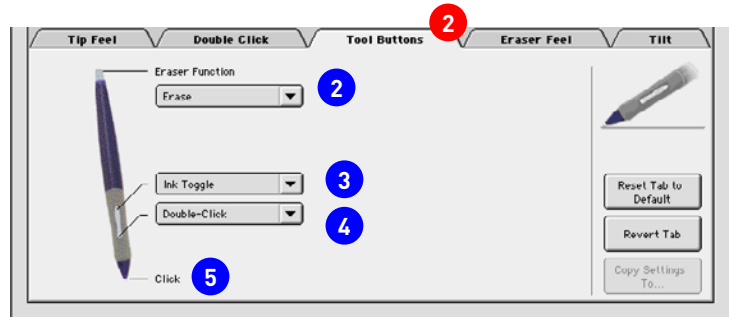 2
Tip Feel Double Click Tool Buttons Eraser Feel Tilt
Eraser Function
Erase 2
Ink Toggle 3
Double-Click 4
Click 5
Reset Tab to
Default
Revert Tab
Copy Settings
To...